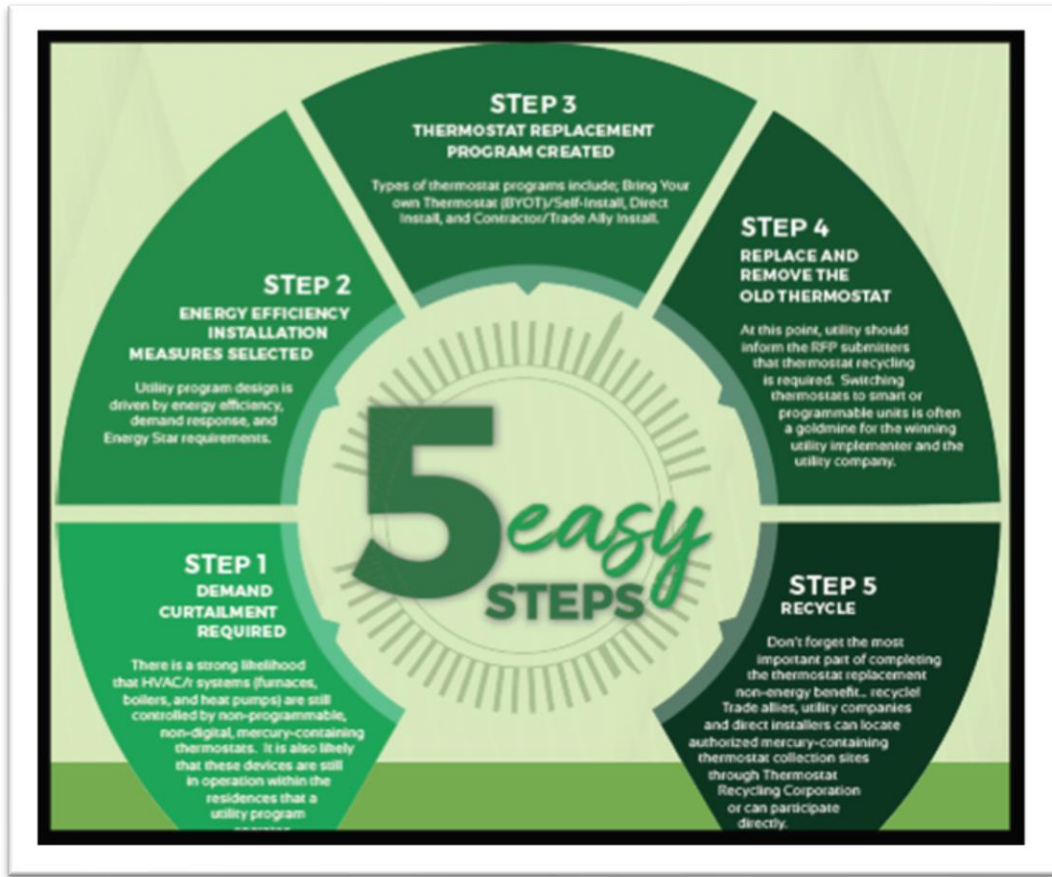 STEP 1
DEMAND
CURTAILMENT
REQUIRED
There is a strong likelihood
that HVAC/r systems (furnaces,
boilers, and heat pumps) are still
controlled by non-programmable,
non-digital, mercury-containing
thermostats. It is also likely
that these devices are still
in operation within the
residences that a
utility program
STEP 2
ENERGY EFFICIENCY
INSTALLATION
MEASURES SELECTED
Utility program design is
driven by energy efficiency,
demand response, and
Energy Star requirements.
STEP 3
THERMOSTAT REPLACEMENT
PROGRAM CREATED
Types of thermostat programs include; Bring Your
own Thermostat (BYOT)/Self-Install, Direct
Install, and Contractor/Trade Ally Install.
STEP 4
REPLACE AND
REMOVE THE
OLD THERMOSTAT
At this point, utility should
inform the RFP submitters
that thermostat recycling
is required. Switching
thermostats to smart or
programmable units is often
a goldmine for the winning
utility implementer and the
utility company.
STEP 5
RECYCLE
Don't forget the most
important part of completing
the thermostat replacement
non-energy benefit... recycle!
Trade allies, utility companies
and direct installers can locate
authorized mercury-containing
thermostat collection sites
through Thermostat
Recycling Corporation
or can participate
directly.
5 easy
STEPS